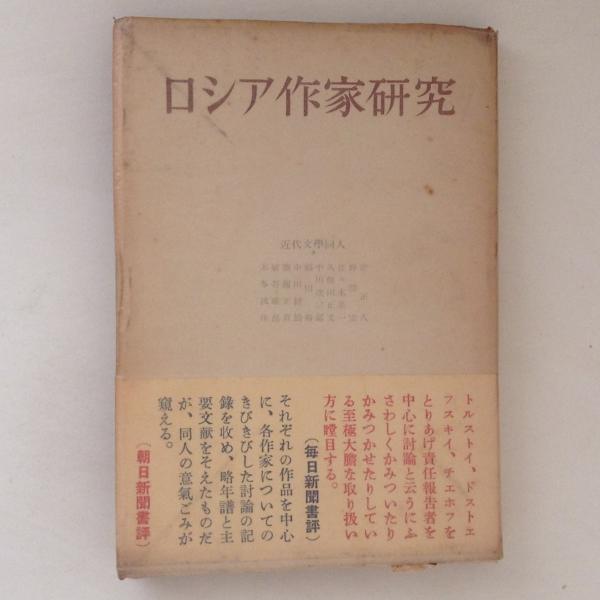 ロシア作家研究
近代文學同人
トルストイ、ドストエ
フスキイ、チエホフを
とりあげ責任報告者を
中心に討論と云うにふ
さわしくかみついたり
かみつかせたりしてい
る至極大膽な取り扱い
方に瞠目する。
（毎日新聞書評）
それぞれの作品を中心
に、各作家についての
きびきびした討論の記
錄を收め、略年譜と主
要文献をそえたものだ
が、同人の意氣ごみが
窺える。
（朝日新聞書評）